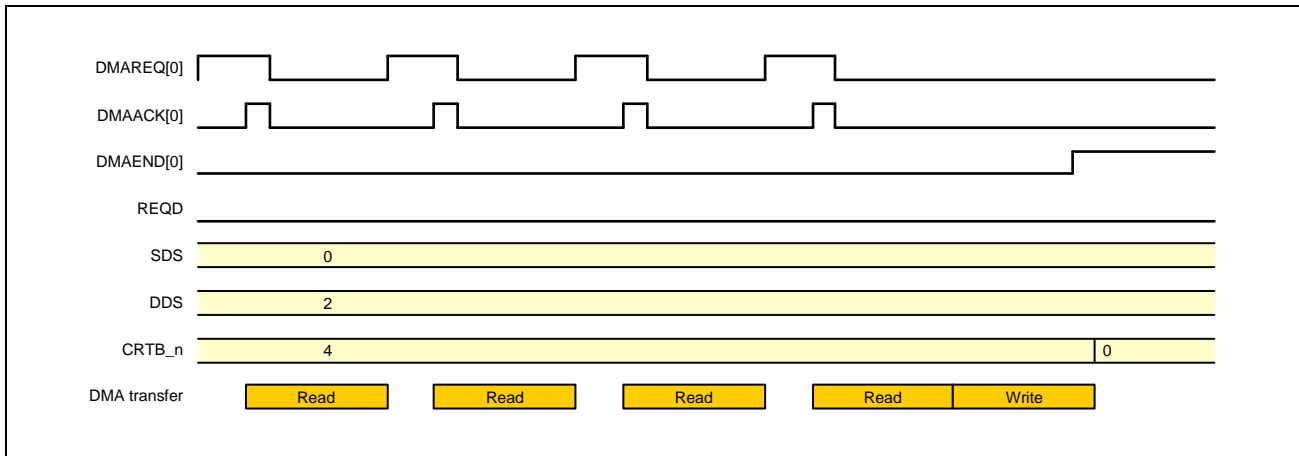 DMAREQ[0]
DMAACK[0]
DMAEND[0]
REQD
SDS 0
DDS 2
CRTB_n 4 0
DMA transfer Read Read Read Read Write